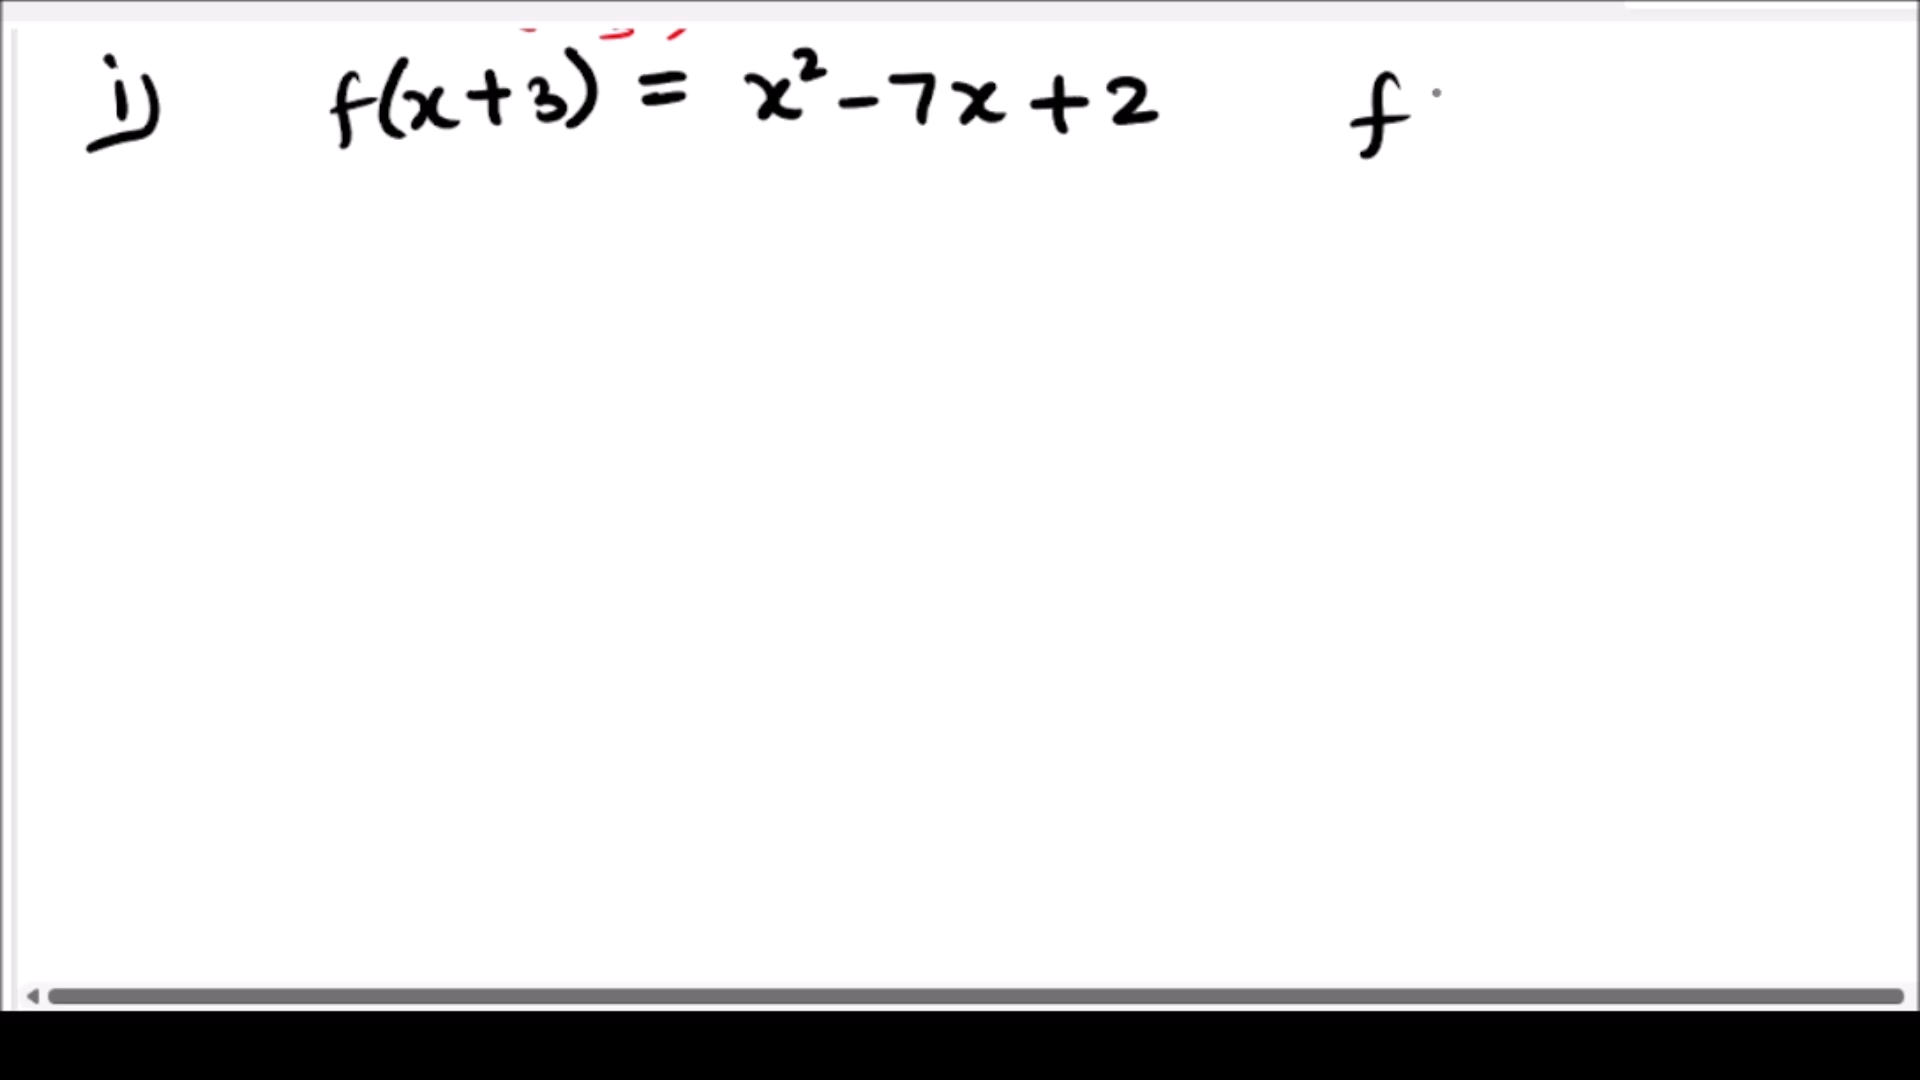 i) f(x+3) = x² - 7x + 2 f